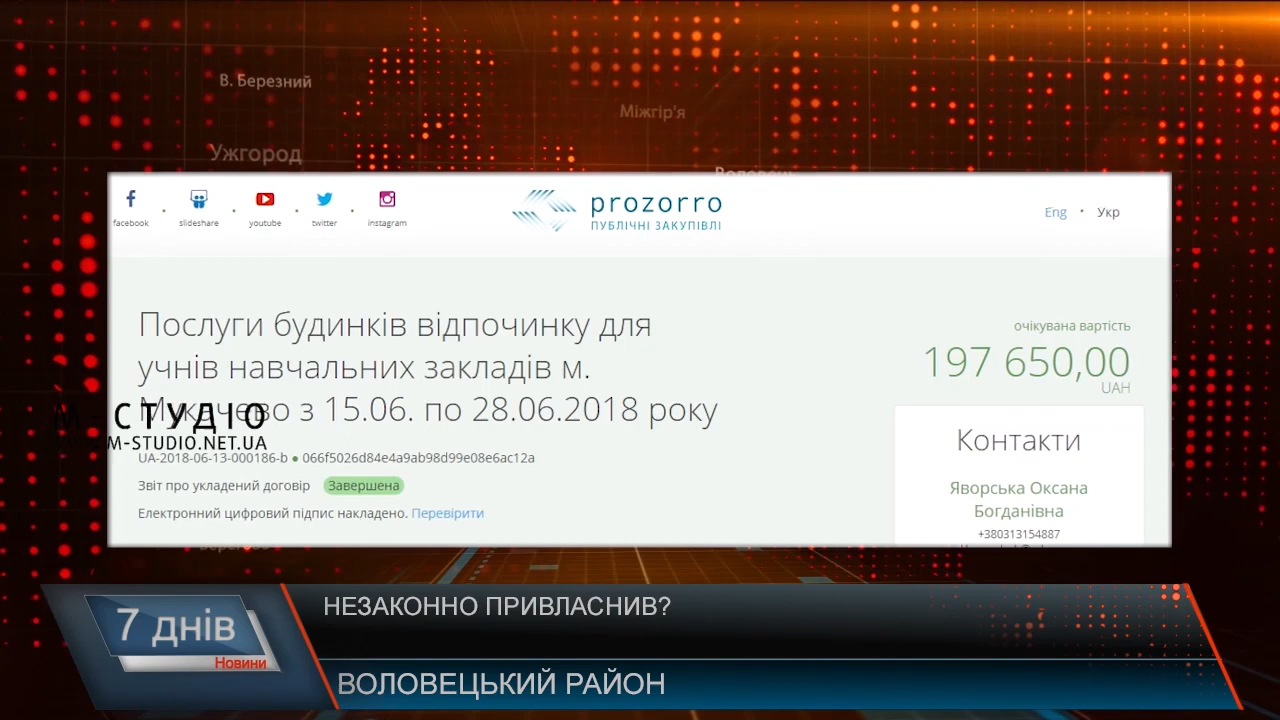 В. Березний
Міжгір'я
Ужгород
facebook
slideshare
youtube
twitter
instagram
prozorro
ПУБЛІЧНІ ЗАКУПІВЛІ
Eng • Укр
Послуги будинків відпочинку для
учнів навчальних закладів м.
Мукачево з 15.06. по 28.06.2018 року
очікувана вартість
197 650,00
UAH
М-СТУДІО
M-STUDIO.NET.UA
UA-2018-06-13-000186-b ● 066f5026d84e4a9ab98d99e08e6ac12a
Звіт про укладений договір Завершена
Електронний цифровий підпис накладено. Перевірити
Контакти
Яворська Оксана
Богданівна
+380313154887
7 днів
Новини
НЕЗАКОННО ПРИВЛАСНИВ?
ВОЛОВЕЦЬКИЙ РАЙОН